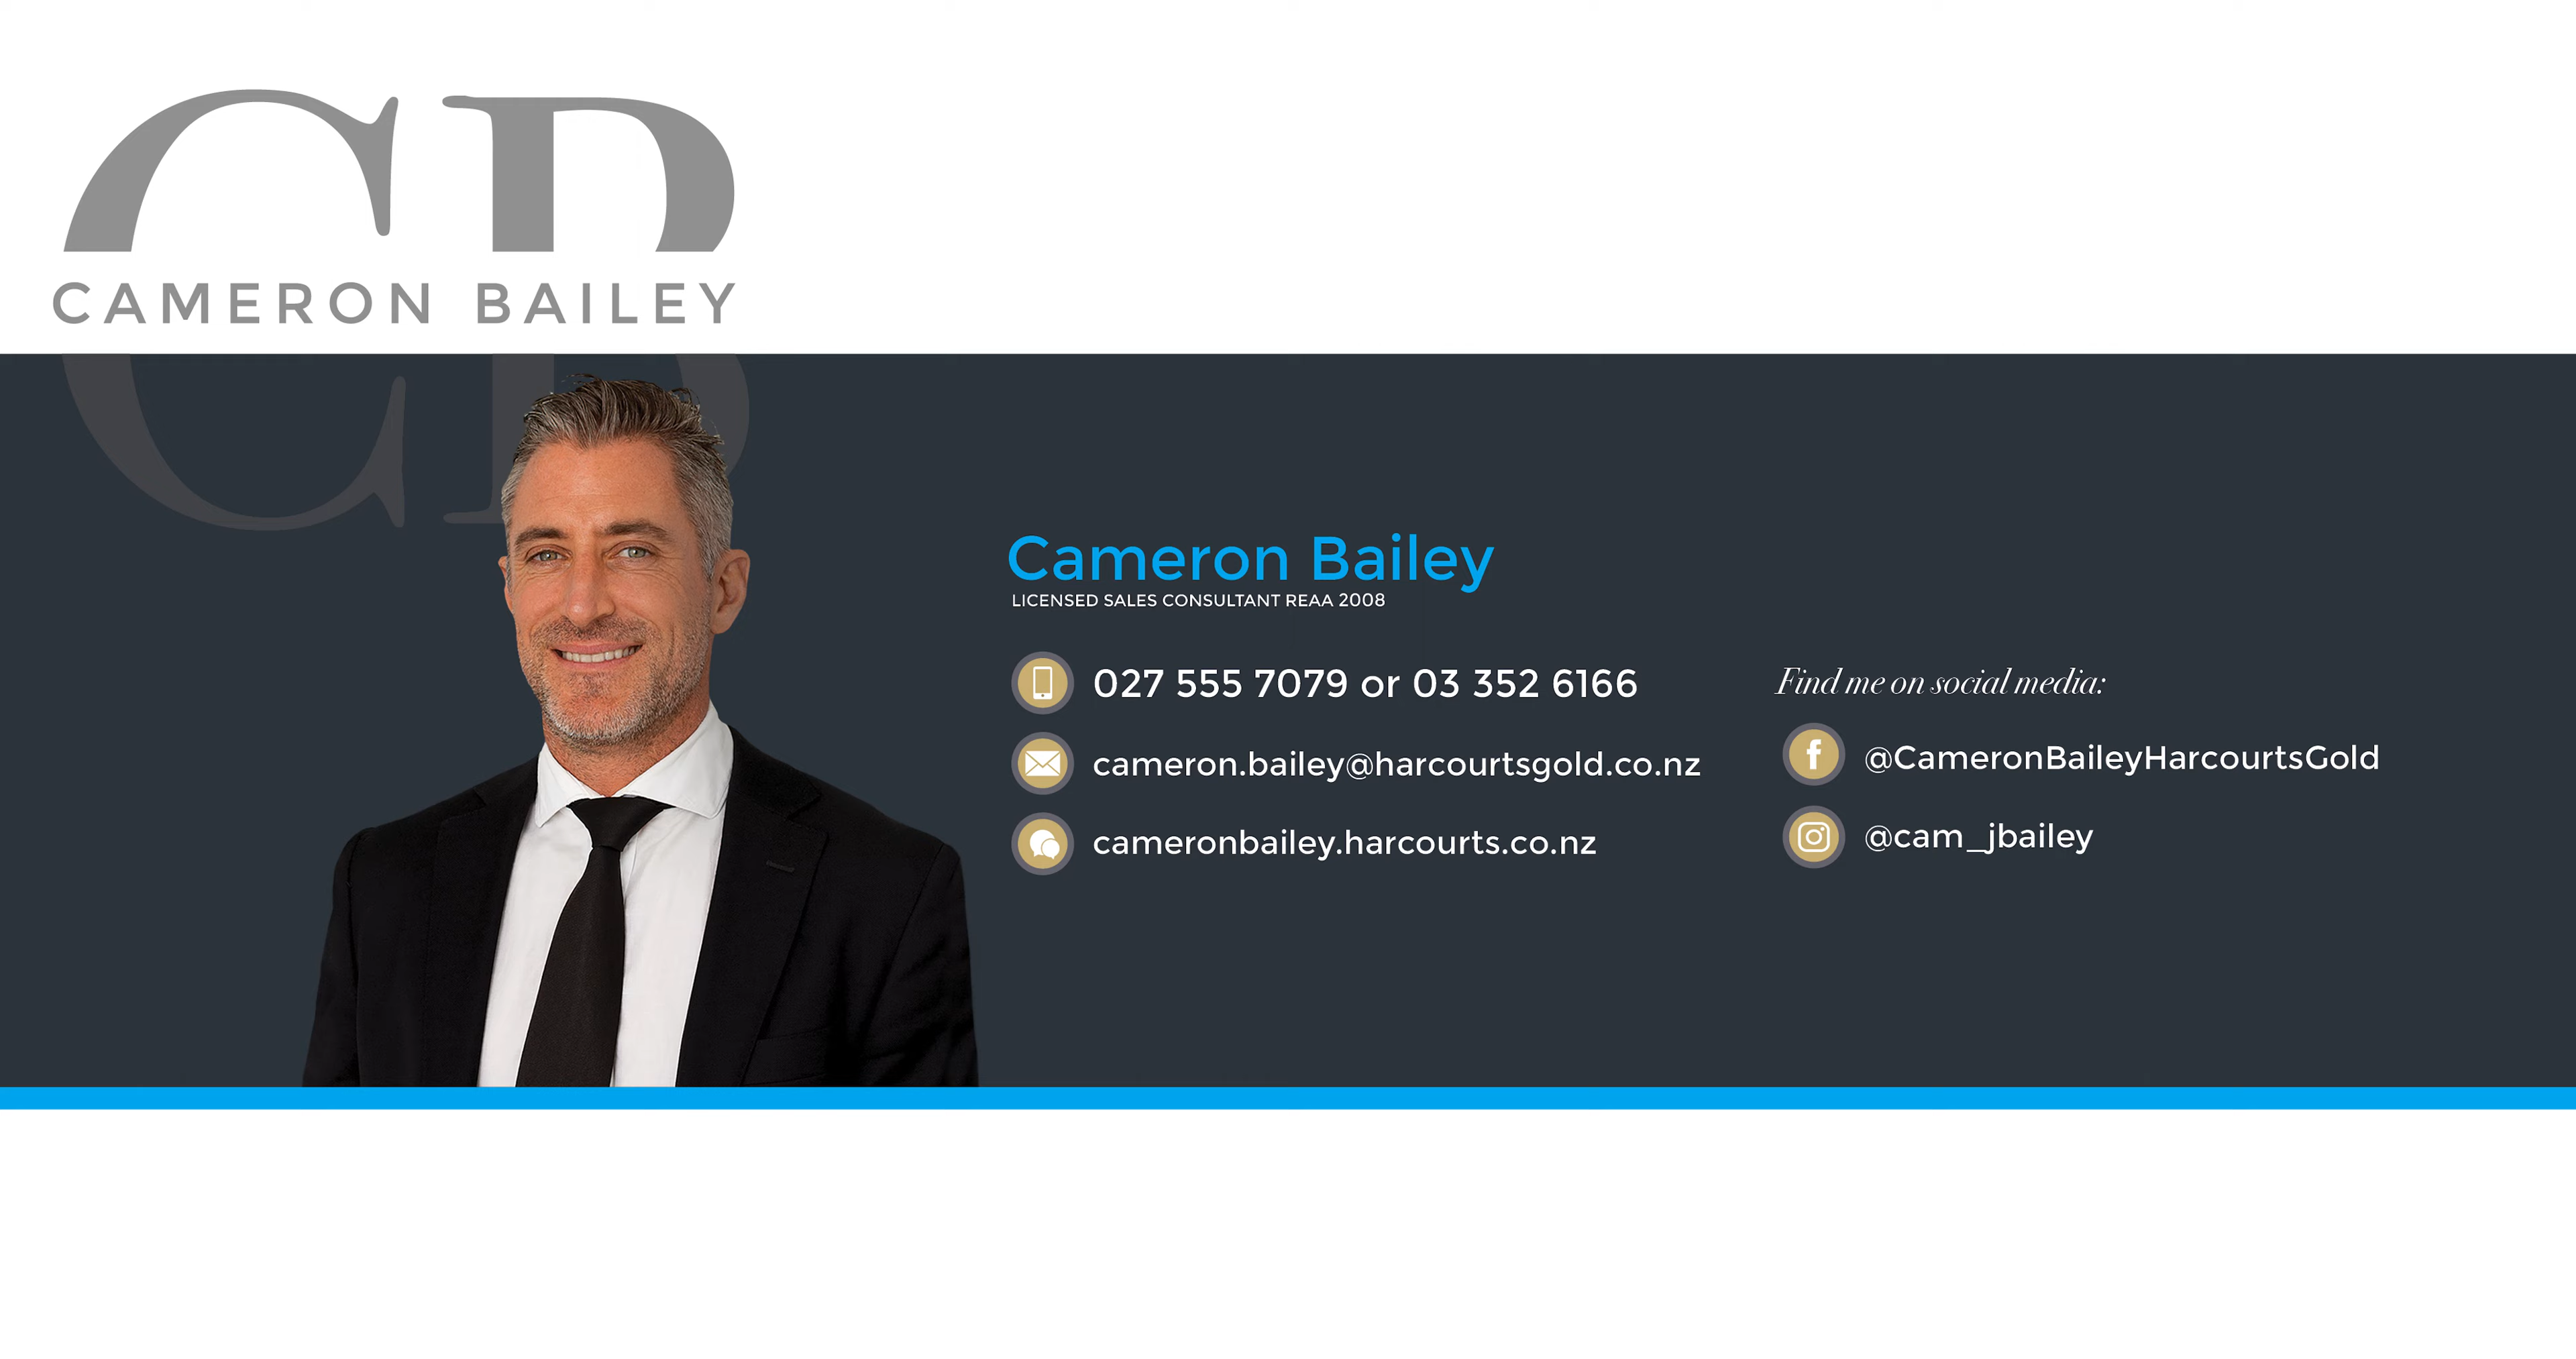 CB
CAMERON BAILEY
Cameron Bailey
LICENSED SALES CONSULTANT REAA 2008
027 555 7079 or 03 352 6166
cameron.bailey@harcourtsgold.co.nz
cameronbailey.harcourts.co.nz
Find me on social media:
@CameronBaileyHarcourtsGold
@cam_jbailey